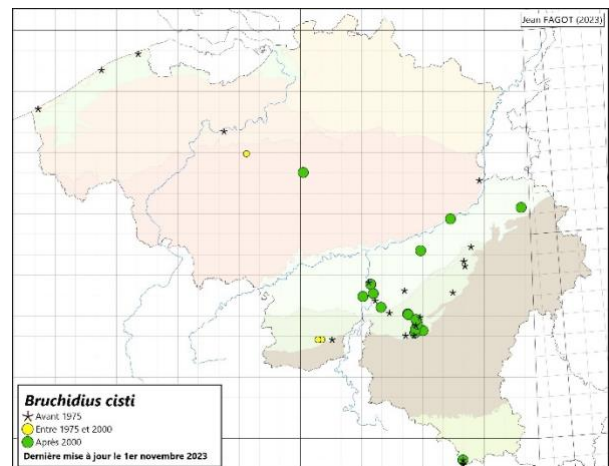 Jean FAGOT (2023)
Bruchidius cisti
Avant 1975
Entre 1975 et 2000
Après 2000
Dernière mise à jour le 1er novembre 2023